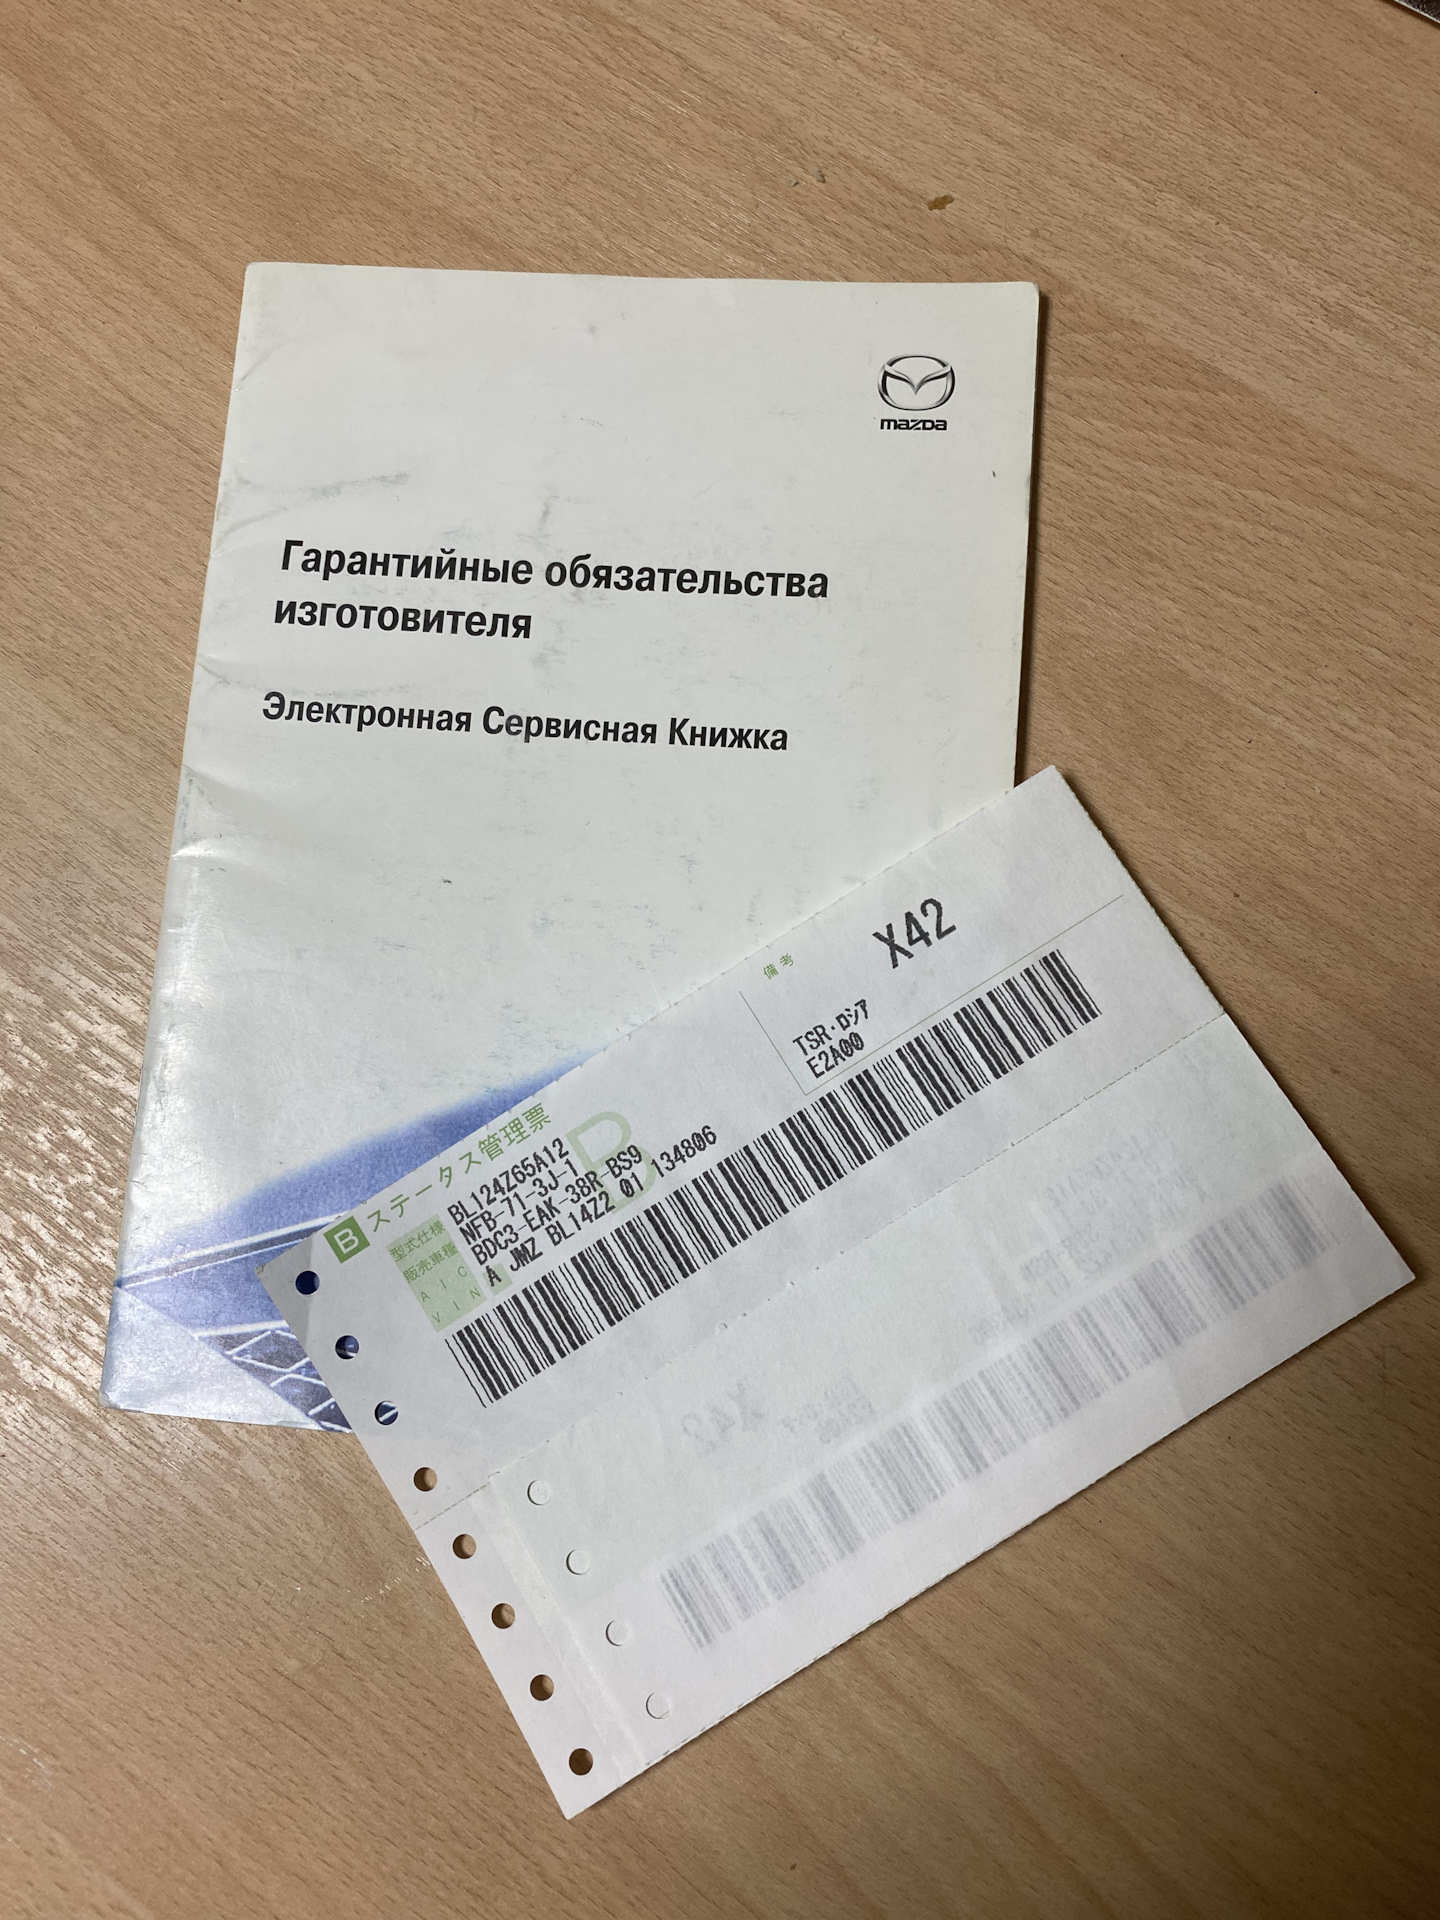 mazda
Гарантийные обязательства
изготовителя
Электронная Сервисная Книжка
備考
X42
TSR・ロシア
E2A00
B ステータス管理票
B
型式仕様 BL124Z65A12
販売車種 NFB-71-3J-1
A I C BDC3-EAK-38R-BS9
V I N A JMZ BL14Z2 01 134806